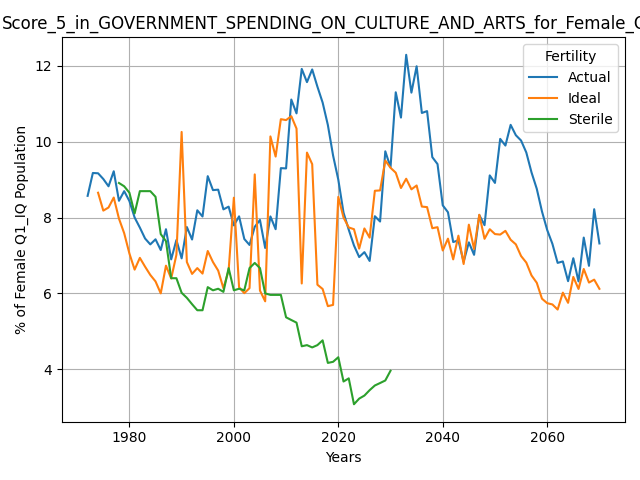 Score_5_in_GOVERNMENT_SPENDING_ON_CULTURE_AND_ARTS_for_Female_
Fertility
Actual
Ideal
Sterile
% of Female Q1_IQ Population
12
10
8
6
4
1980
2000
2020
2040
2060
Years